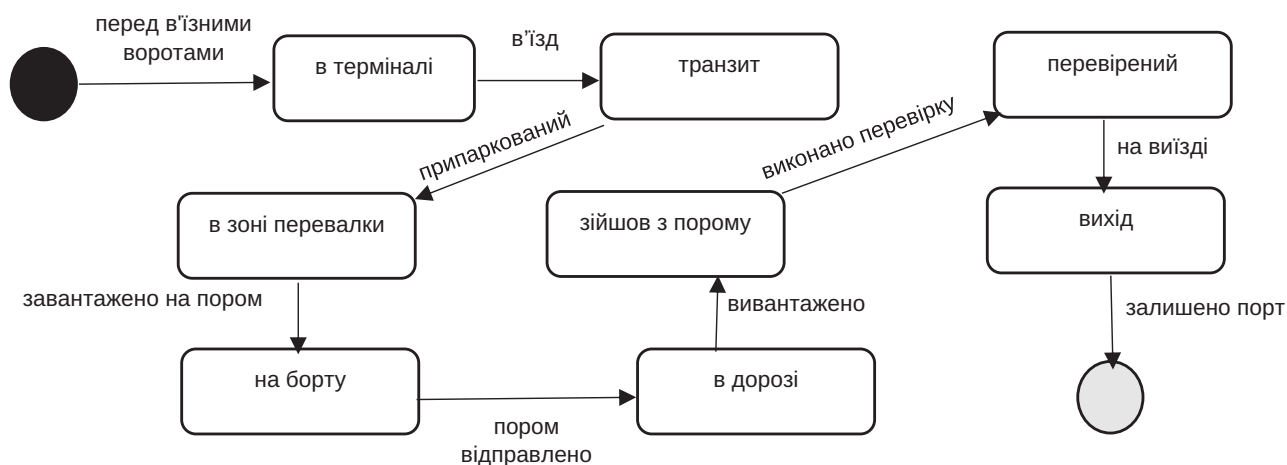 перед в'їзними
воротами
в терміналі
в'їзд
транзит
перевірений
припаркований
виконано перевірку
на виїзді
в зоні перевалки
зійшов з порому
вихід
завантажено на пором
вивантажено
залишено порт
на борту
в дорозі
пором
відправлено